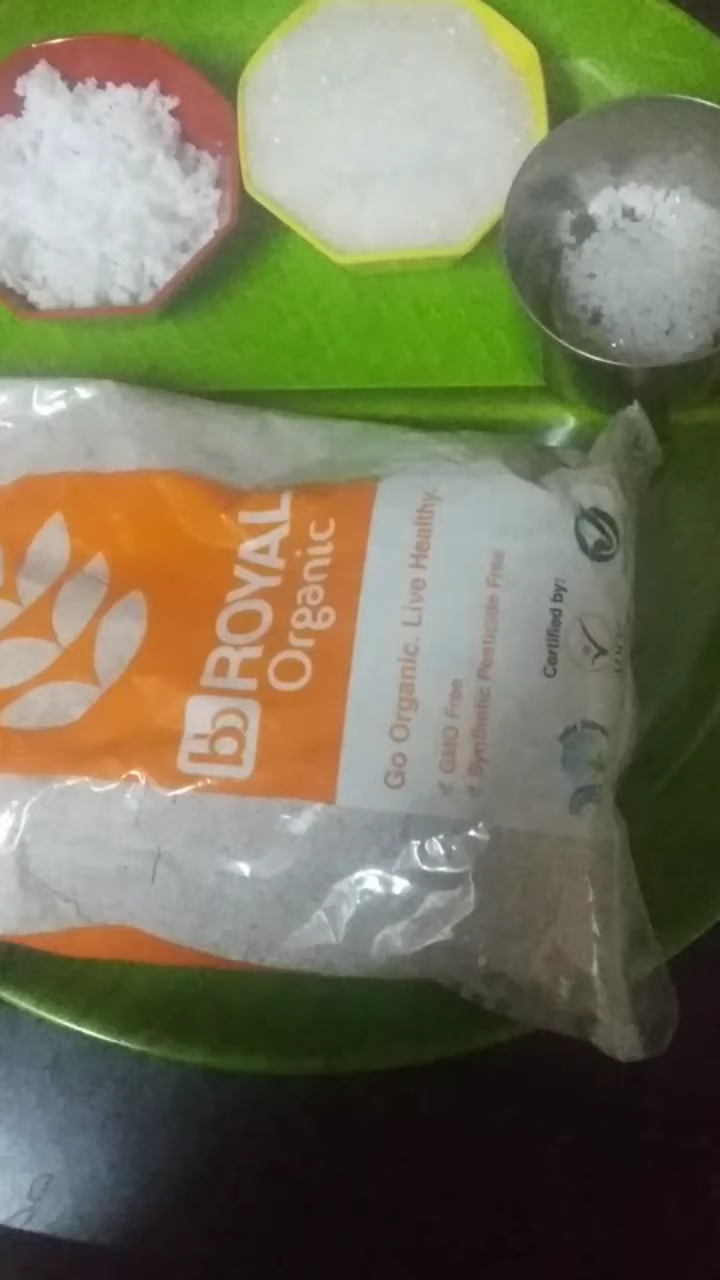 bb ROYAL
Organic
Go Organic. Live Healthy.
GMO Free
Synthetic Pesticide Free
Certified by: